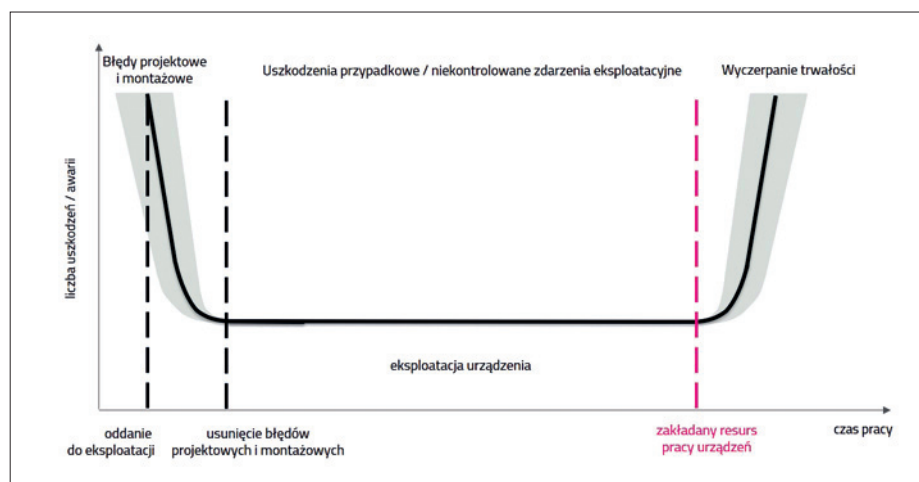 Błędy projektowe
i montażowe
Uszkodzenia przypadkowe / niekontrolowane zdarzenia eksploatacyjne
Wyczerpanie trwałości
liczba uszkodzeń / awarii
eksploatacja urządzenia
oddanie
do eksploatacji
usunięcie błędów
projektowych i montażowych
zakładany resurs
pracy urządzeń
czas pracy